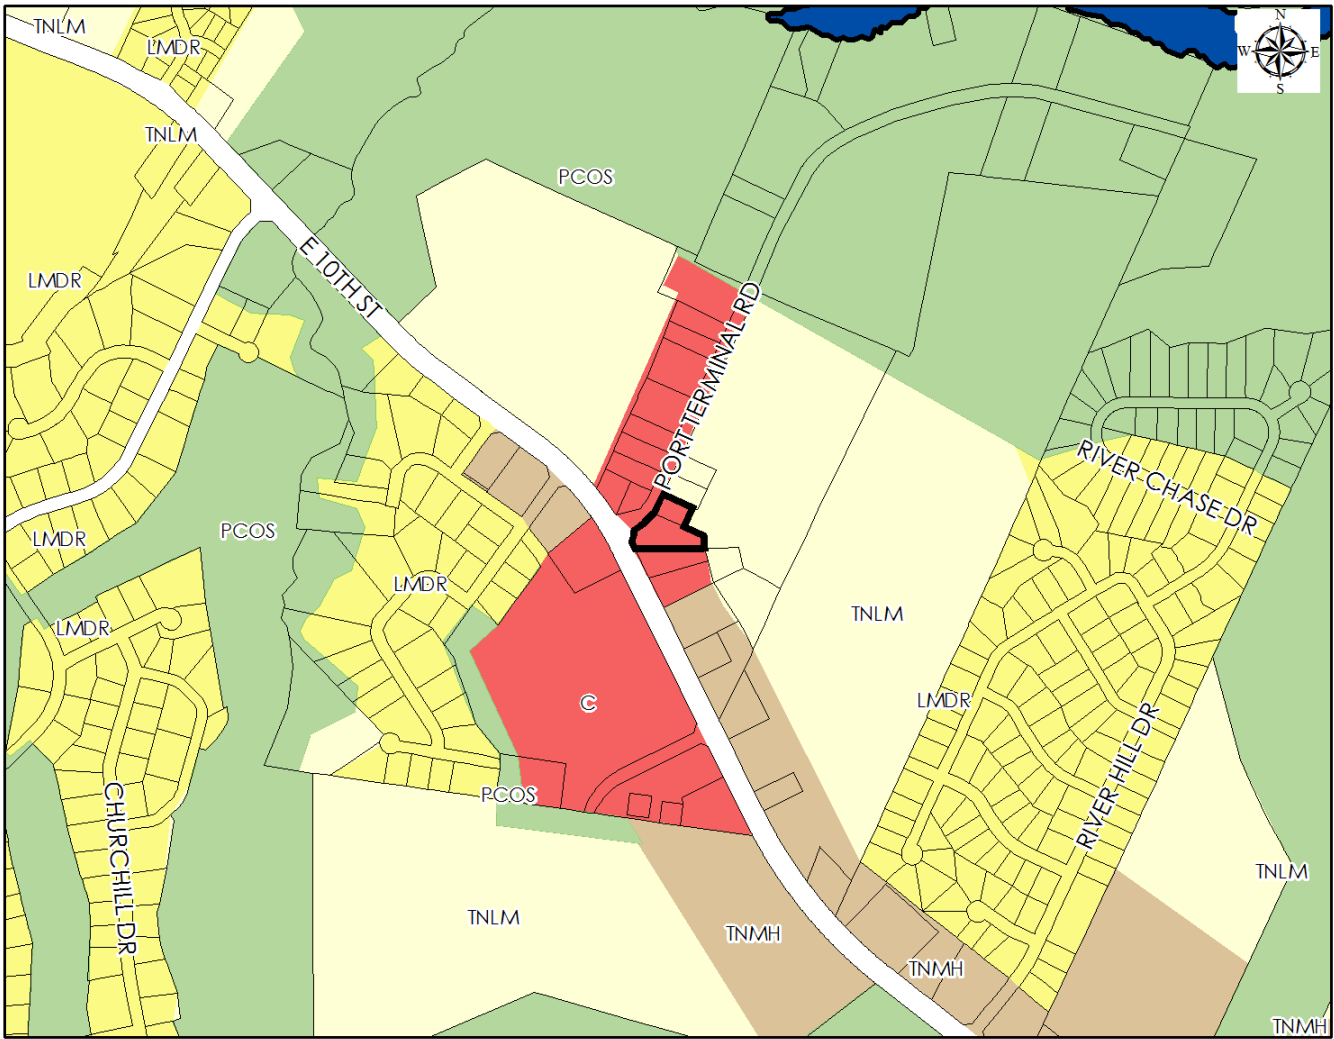 TNLM
LMDR
N
W
E
S
TNLM
PCOS
E 10TH ST
LMDR
PORT TERMINAL RD
RIVER CHASE DR
PCOS
LMDR
LMDR
TNLM
LMDR
LMDR
C
RIVER HILL DR
PCOS
CHURCHILL DR
TNLM
TNLM
TNMH
TNMH
TNMH